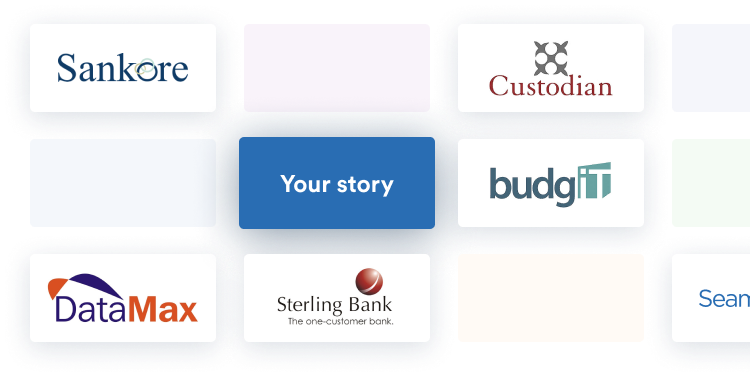 Sankore
Custodian
Your story
budgIT
DataMax
Sterling Bank
The one-customer bank.